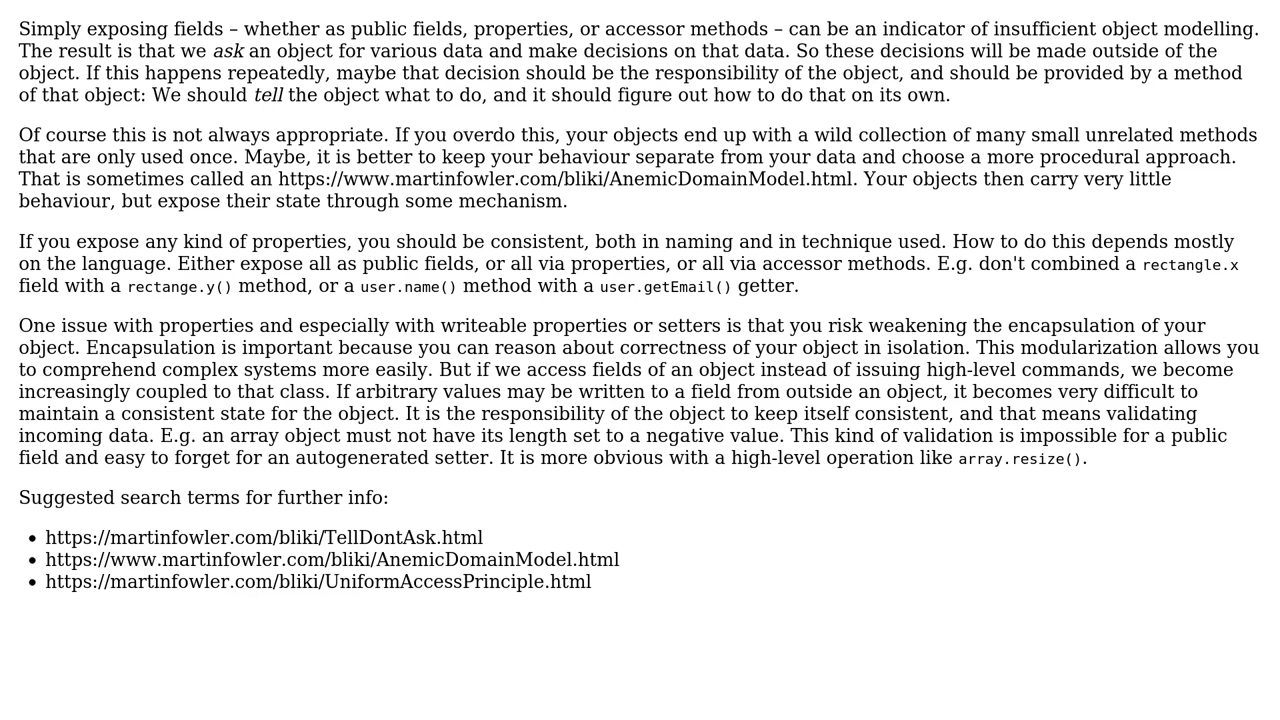 Simply exposing fields – whether as public fields, properties, or accessor methods – can be an indicator of insufficient object modelling.
The result is that we ask an object for various data and make decisions on that data. So these decisions will be made outside of the
object. If this happens repeatedly, maybe that decision should be the responsibility of the object, and should be provided by a method
of that object: We should tell the object what to do, and it should figure out how to do that on its own.
Of course this is not always appropriate. If you overdo this, your objects end up with a wild collection of many small unrelated methods
that are only used once. Maybe, it is better to keep your behaviour separate from your data and choose a more procedural approach.
That is sometimes called an https://www.martinfowler.com/bliki/AnemicDomainModel.html. Your objects then carry very little
behaviour, but expose their state through some mechanism.
If you expose any kind of properties, you should be consistent, both in naming and in technique used. How to do this depends mostly
on the language. Either expose all as public fields, or all via properties, or all via accessor methods. E.g. don't combined a rectangle.x
field with a rectange.y() method, or a user.name() method with a user.getEmail() getter.
One issue with properties and especially with writeable properties or setters is that you risk weakening the encapsulation of your
object. Encapsulation is important because you can reason about correctness of your object in isolation. This modularization allows you
to comprehend complex systems more easily. But if we access fields of an object instead of issuing high-level commands, we become
increasingly coupled to that class. If arbitrary values may be written to a field from outside an object, it becomes very difficult to
maintain a consistent state for the object. It is the responsibility of the object to keep itself consistent, and that means validating
incoming data. E.g. an array object must not have its length set to a negative value. This kind of validation is impossible for a public
field and easy to forget for an autogenerated setter. It is more obvious with a high-level operation like array.resize().
Suggested search terms for further info:
• https://martinfowler.com/bliki/TellDontAsk.html
• https://www.martinfowler.com/bliki/AnemicDomainModel.html
• https://martinfowler.com/bliki/UniformAccessPrinciple.html